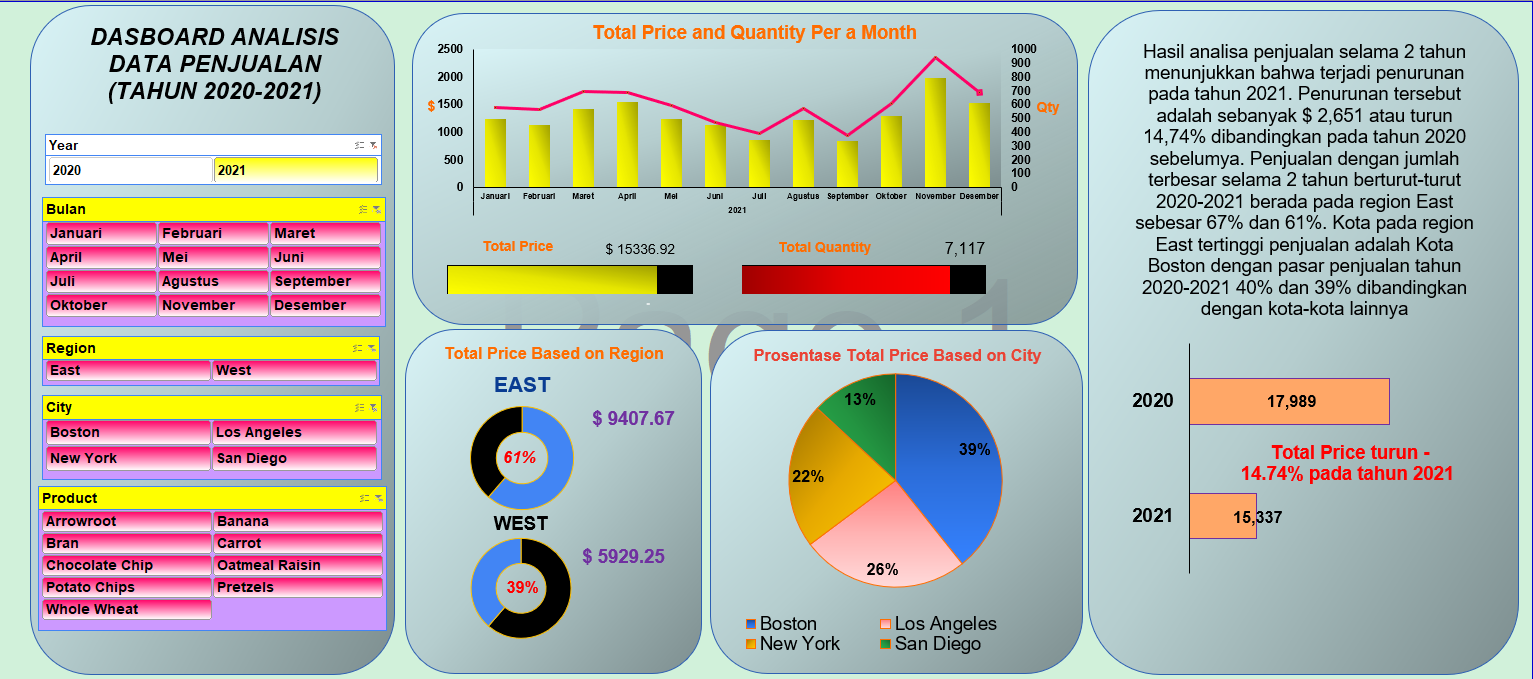 DASBOARD ANALISIS
DATA PENJUALAN
(TAHUN 2020-2021)
Year
2020
2021
Bulan
Januari
Februari
Maret
April
Mei
Juni
Juli
Agustus
September
Oktober
November
Desember
Region
East
West
City
Boston
Los Angeles
New York
San Diego
Product
Arrowroot
Banana
Bran
Carrot
Chocolate Chip
Oatmeal Raisin
Potato Chips
Pretzels
Whole Wheat
Total Price and Quantity Per a Month
2500
2000
1500
1000
500
0
$
1000
900
800
700
600
500
400
300
200
100
0
Qty
Januari
Februari
Maret
April
Mei
Juni
Juli
Agustus
September
Oktober
November
Desember
2021
Total Price
$ 15336.92
Total Quantity
7,117
Total Price Based on Region
EAST
$ 9407.67
61%
WEST
$ 5929.25
39%
Prosentase Total Price Based on City
13%
39%
22%
26%
Boston
Los Angeles
New York
San Diego
Hasil analisa penjualan selama 2 tahun
menunjukkan bahwa terjadi penurunan
pada tahun 2021. Penurunan tersebut
adalah sebanyak $ 2,651 atau turun
14,74% dibandingkan pada tahun 2020
sebelumya. Penjualan dengan jumlah
terbesar selama 2 tahun berturut-turut
2020-2021 berada pada region East
sebesar 67% dan 61%. Kota pada region
East tertinggi penjualan adalah Kota
Boston dengan pasar penjualan tahun
2020-2021 40% dan 39% dibandingkan
dengan kota-kota lainnya
2020
17,989
Total Price turun -
14.74% pada tahun 2021
2021
15,337